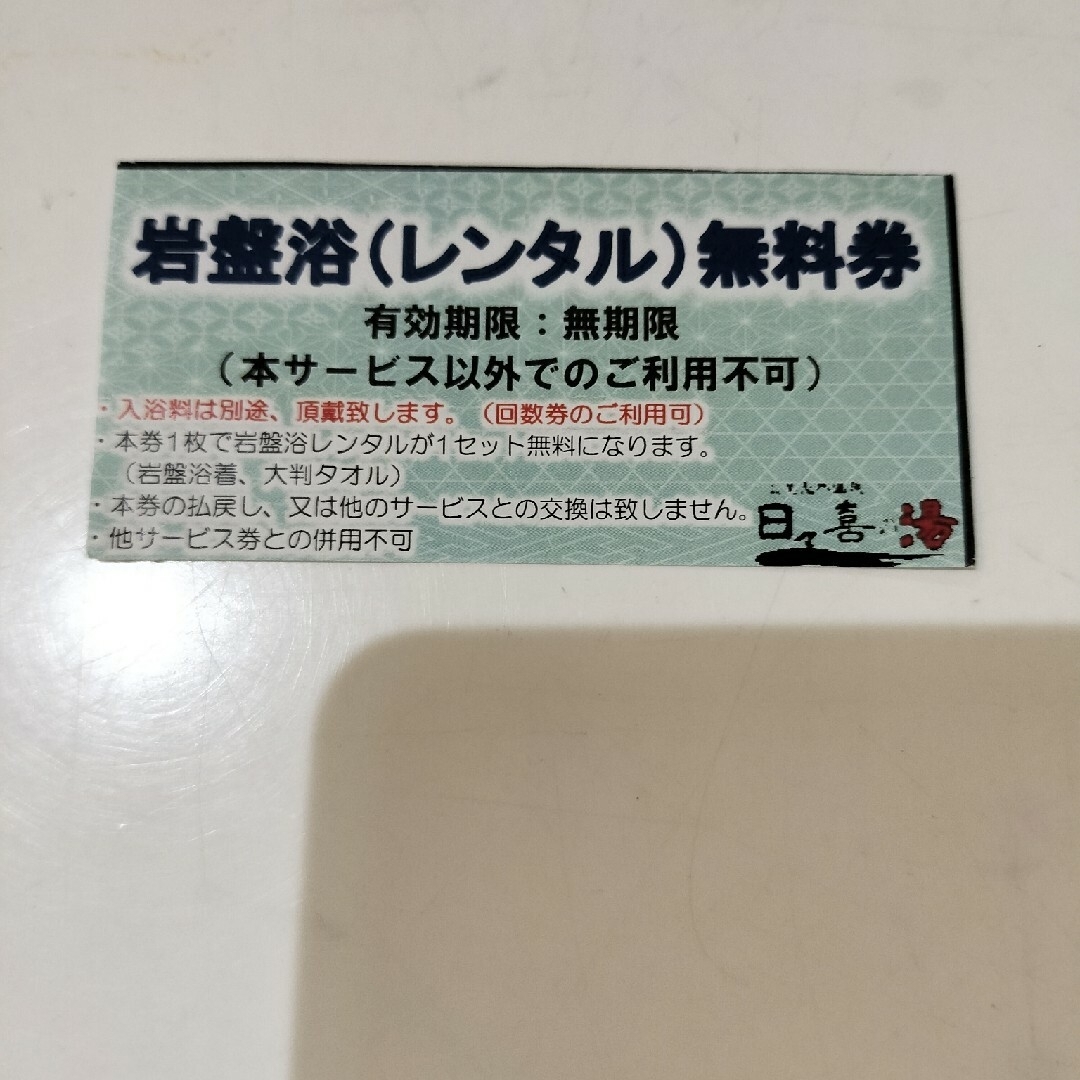 岩盤浴(レンタル)無料券
有効期限：無期限
（本サービス以外でのご利用不可）
・入浴料は別途、頂戴致します。（回数券のご利用可）
・本券1枚で岩盤浴レンタルが1セット無料になります。
（岩盤浴着、大判タオル）
・本券の払戻し、又は他のサービスとの交換は致しません。
・他サービス券との併用不可
日々喜湯